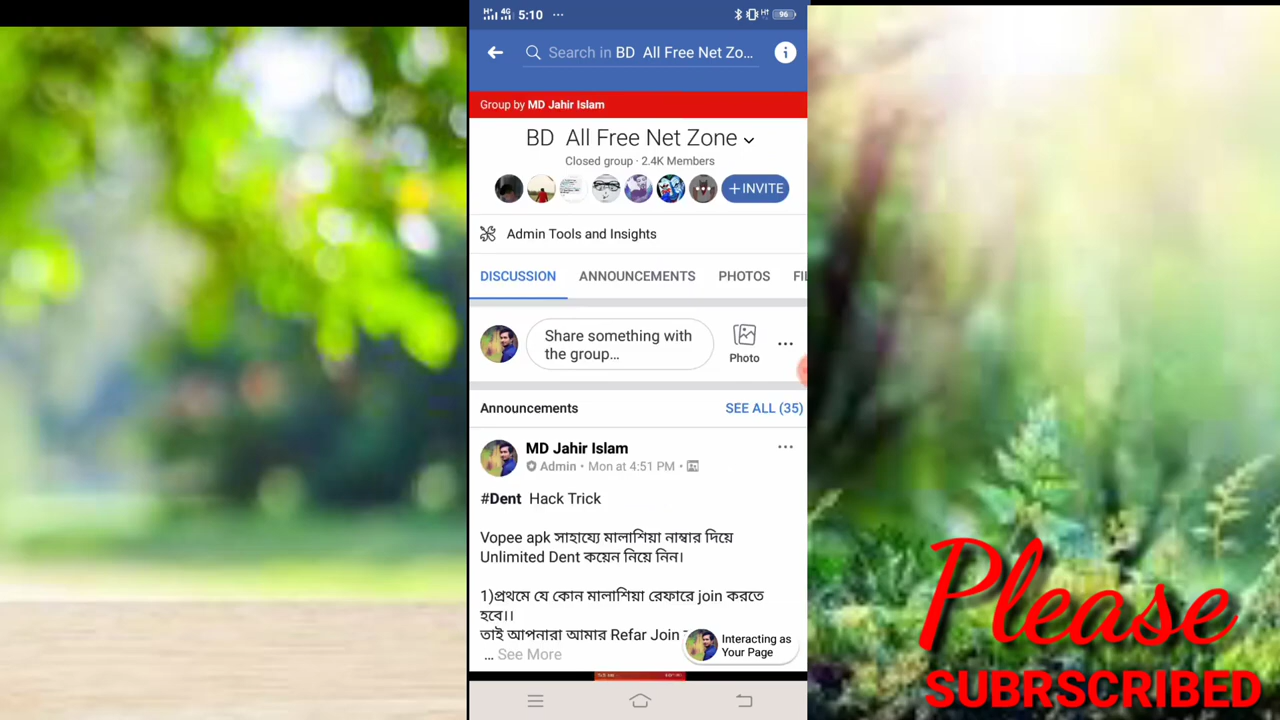 H+ 4G 5:10 ... 96
Search in BD All Free Net Zo...
Group by MD Jahir Islam
BD All Free Net Zone
Closed group · 2.4K Members
+ INVITE
Admin Tools and Insights
DISCUSSION ANNOUNCEMENTS PHOTOS FIL
Share something with
the group...
Photo
Announcements SEE ALL (35)
MD Jahir Islam
Admin • Mon at 4:51 PM •
#Dent Hack Trick
Vopee apk সাহায্যে মালাশিয়া নাম্বার দিয়ে
Unlimited Dent কয়েন নিয়ে নিন।
1)প্রথমে যে কোন মালাশিয়া রেফারে join করতে
হবে।।
তাই আপনারা আমার Refar Join
... See More
Interacting as
Your Page
Please
SUBRSCRIBED